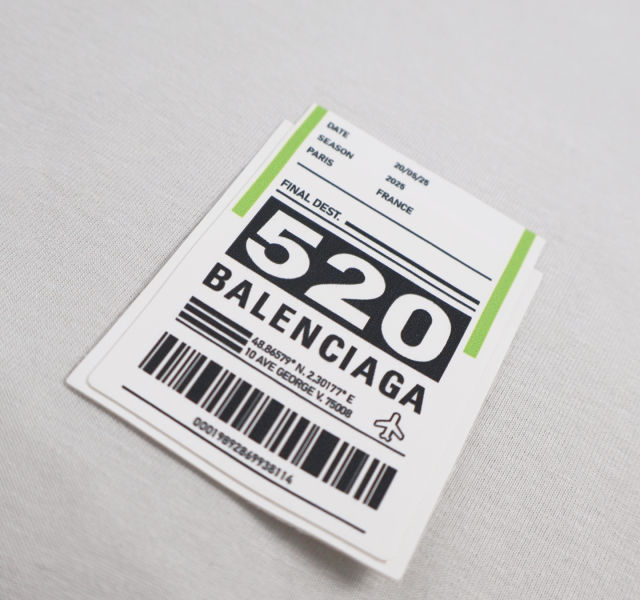 DATE 20/05/25
SEASON 2025
PARIS FRANCE
FINAL DEST.
520
BALENCIAGA
48.86579° N, 2.30177° E
10 AVE GEORGE V, 75008
0001989286993B114